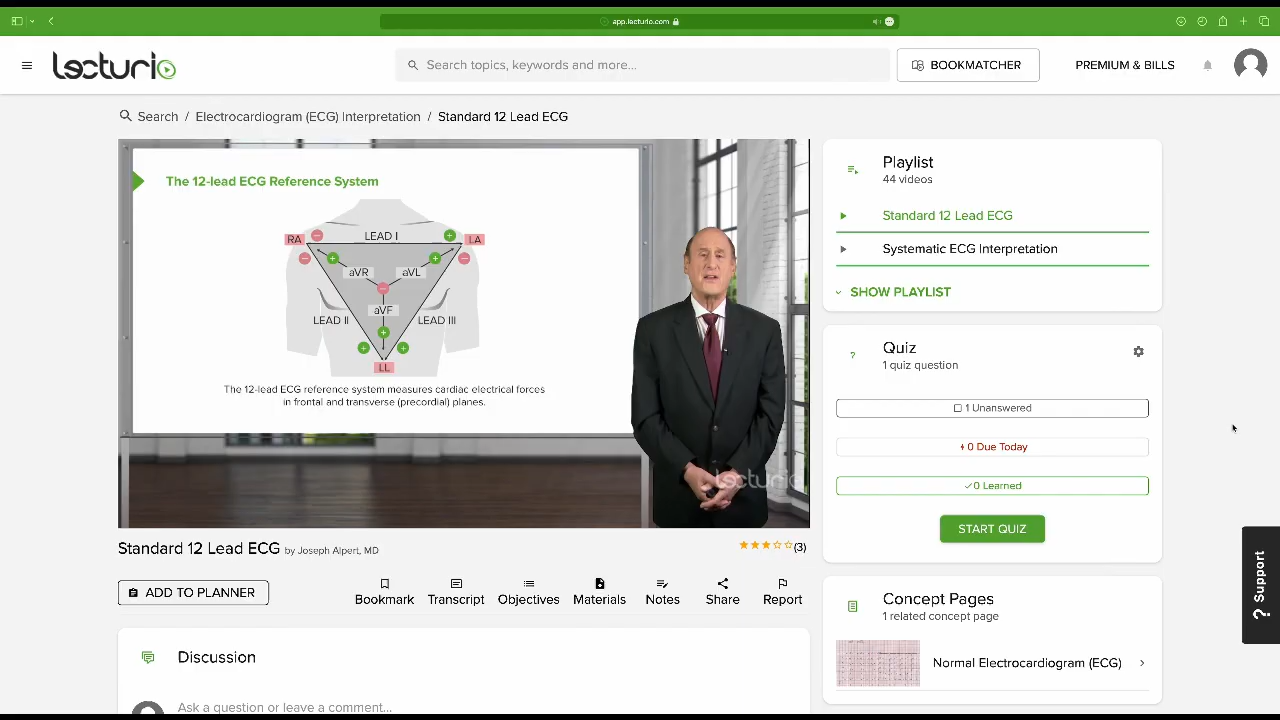 app.lecturio.com
lecturio
Search topics, keywords and more...
BOOKMATCHER
PREMIUM & BILLS
Search / Electrocardiogram (ECG) Interpretation / Standard 12 Lead ECG
The 12-lead ECG Reference System
RA
LEAD I
LA
aVR
aVL
aVF
LEAD II
LEAD III
LL
The 12-lead ECG reference system measures cardiac electrical forces
in frontal and transverse (precordial) planes.
lecturio
Standard 12 Lead ECG by Joseph Alpert, MD
(3)
ADD TO PLANNER
Bookmark
Transcript
Objectives
Materials
Notes
Share
Report
Discussion
Ask a question or leave a comment...
Playlist
44 videos
Standard 12 Lead ECG
Systematic ECG Interpretation
SHOW PLAYLIST
Quiz
1 quiz question
1 Unanswered
0 Due Today
0 Learned
START QUIZ
Concept Pages
1 related concept page
Normal Electrocardiogram (ECG)
? Support